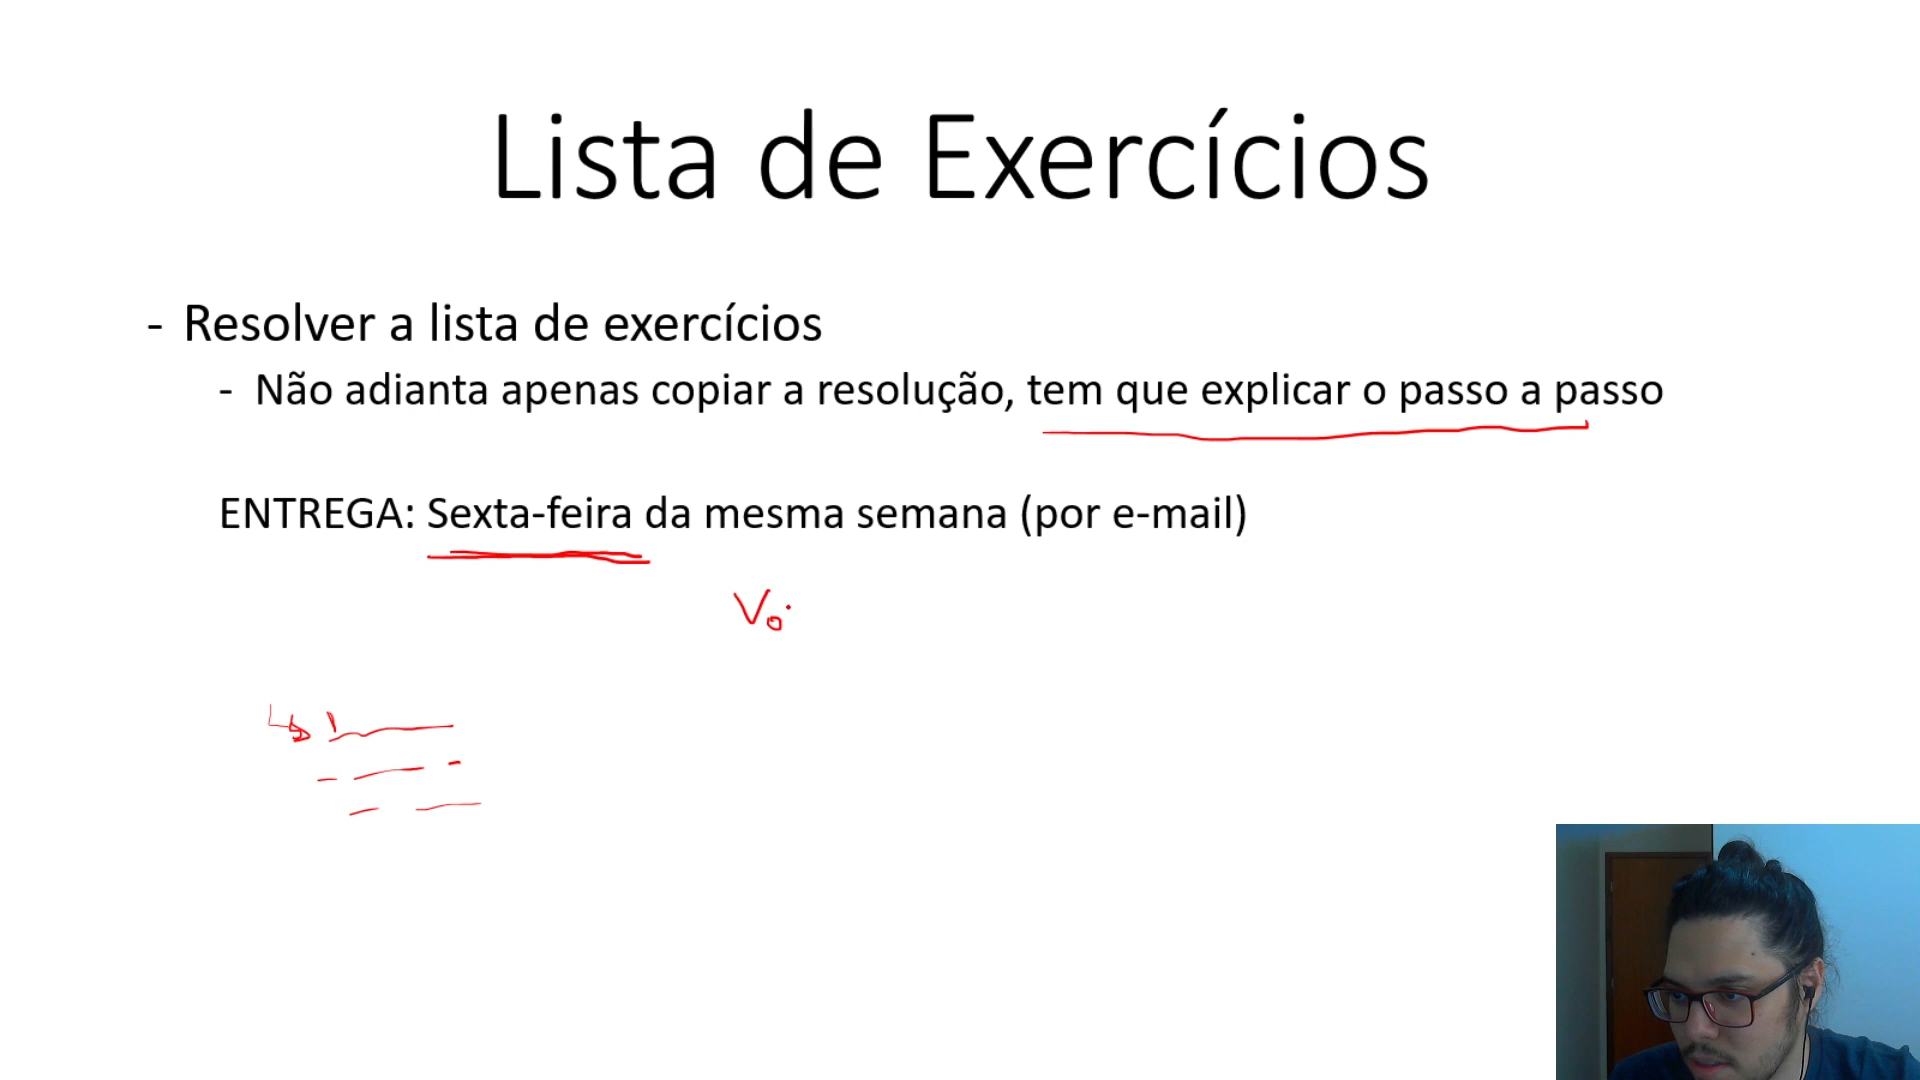 Lista de Exercícios
- Resolver a lista de exercícios
- Não adianta apenas copiar a resolução, tem que explicar o passo a passo
ENTREGA: Sexta-feira da mesma semana (por e-mail)
Vo